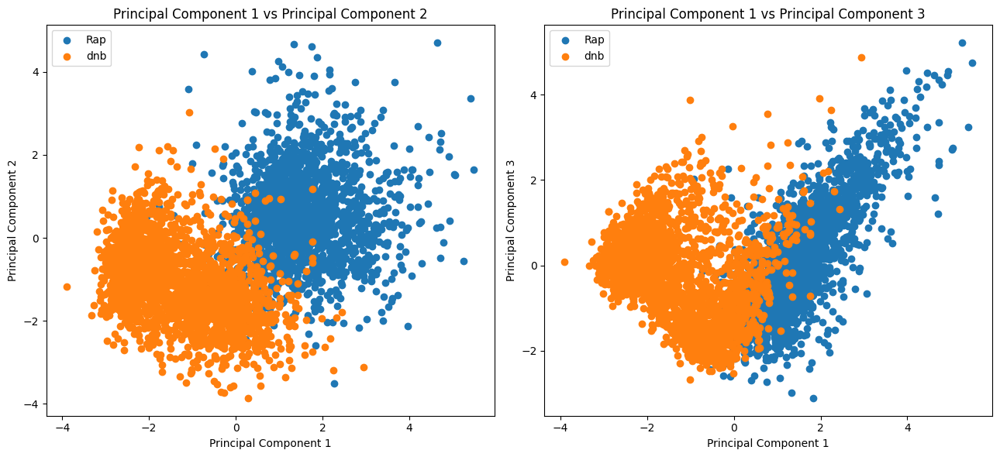 Principal Component 1 vs Principal Component 2
Rap
dnb
4
2
0
−2
−4
Principal Component 2
−4
−2
0
2
4
Principal Component 1
Principal Component 1 vs Principal Component 3
Rap
dnb
4
2
0
−2
Principal Component 3
−4
−2
0
2
4
Principal Component 1